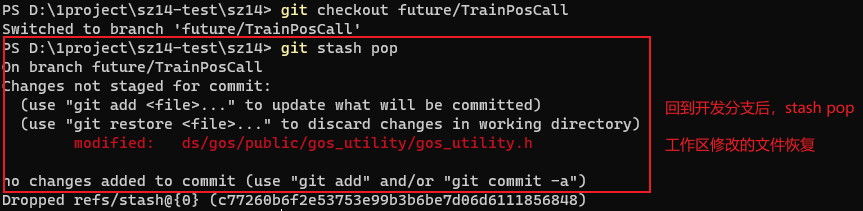 PS D:\1project\sz14-test\sz14> git checkout future/TrainPosCall
Switched to branch 'future/TrainPosCall'
PS D:\1project\sz14-test\sz14> git stash pop
On branch future/TrainPosCall
Changes not staged for commit:
  (use "git add <file>..." to update what will be committed)
  (use "git restore <file>..." to discard changes in working directory)
        modified:   ds/gos/public/gos_utility/gos_utility.h
回到开发分支后，stash pop
工作区修改的文件恢复
no changes added to commit (use "git add" and/or "git commit -a")
Dropped refs/stash@{0} (c77260b6f2e53753e99b3b6be7d06d6111856848)